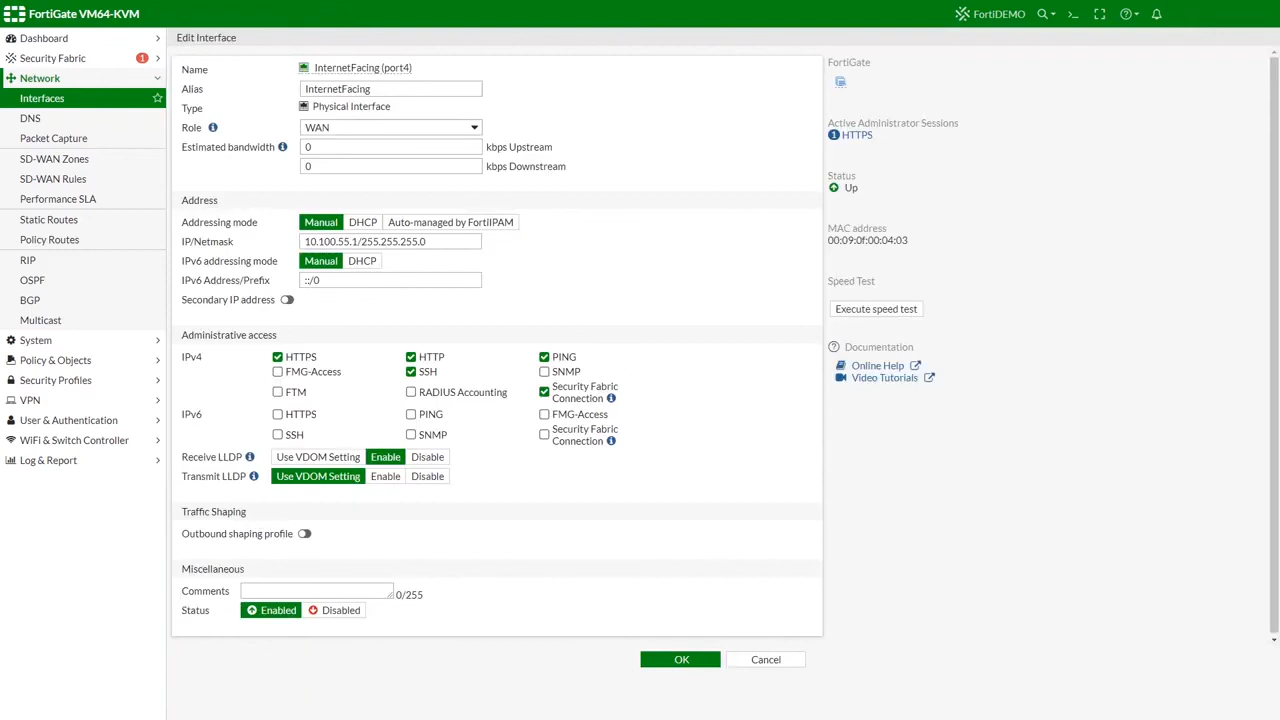 FortiGate VM64-KVM
FortiDEMO
Dashboard
Security Fabric 1
Network
Interfaces
DNS
Packet Capture
SD-WAN Zones
SD-WAN Rules
Performance SLA
Static Routes
Policy Routes
RIP
OSPF
BGP
Multicast
System
Policy & Objects
Security Profiles
VPN
User & Authentication
WiFi & Switch Controller
Log & Report
Edit Interface
Name InternetFacing (port4)
Alias InternetFacing
Type Physical Interface
Role WAN
Estimated bandwidth 0 kbps Upstream
0 kbps Downstream
Address
Addressing mode Manual DHCP Auto-managed by FortiIPAM
IP/Netmask 10.100.55.1/255.255.255.0
IPv6 addressing mode Manual DHCP
IPv6 Address/Prefix ::/0
Secondary IP address
Administrative access
IPv4 HTTPS HTTP PING
FMG-Access SSH SNMP
FTM RADIUS Accounting Security Fabric
Connection
IPv6 HTTPS PING FMG-Access
SSH SNMP Security Fabric
Connection
Receive LLDP Use VDOM Setting Enable Disable
Transmit LLDP Use VDOM Setting Enable Disable
Traffic Shaping
Outbound shaping profile
Miscellaneous
Comments 0/255
Status Enabled Disabled
OK Cancel
FortiGate
Active Administrator Sessions
1 HTTPS
Status
Up
MAC address
00:09:0f:00:04:03
Speed Test
Execute speed test
Documentation
Online Help
Video Tutorials